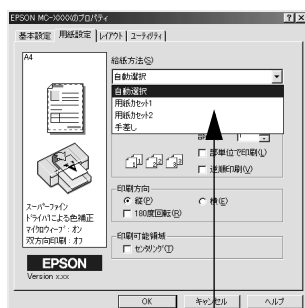 EPSON MC-XXXXのプロパティ
基本設定 用紙設定 レイアウト ユーティリティ
A4
給紙方法(S)
自動選択
自動選択
用紙カセット1
用紙カセット2
手差し
部単位で印刷(L)
逆順印刷(V)
スーパーファイン
ドライバによる色補正
マイクロウィーブ：オン
双方向印刷：オフ
印刷方向
縦(P) 横(E)
180度回転(R)
印刷可能領域
センタリング(T)
EPSON
Version x.xx
OK キャンセル ヘルプ